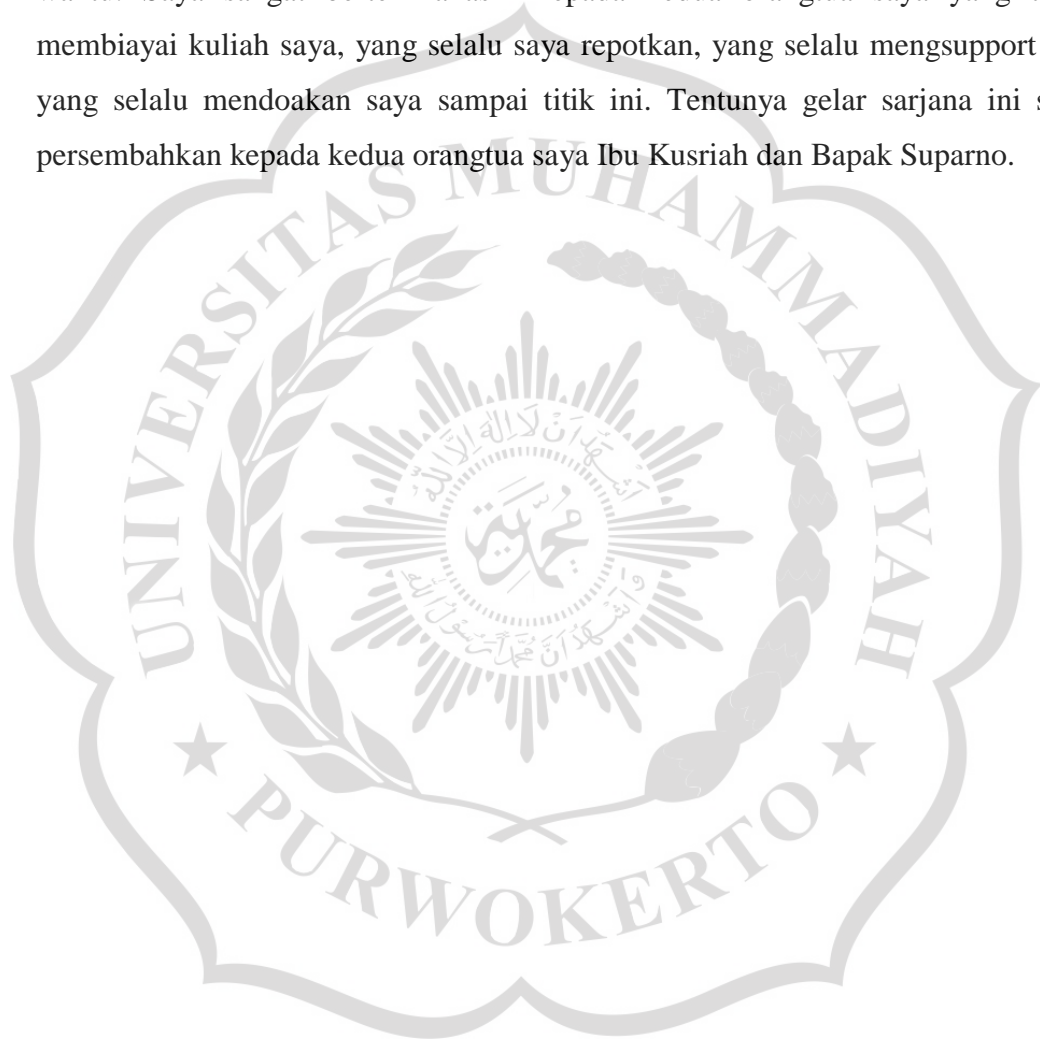 membiayai kuliah saya, yang selalu saya repotkan, yang selalu mengsupport
yang selalu mendoakan saya sampai titik ini. Tentunya gelar sarjana ini s
persembahkan kepada kedua orangtua saya Ibu Kusriah dan Bapak Suparno.
UNIVERSITAS MUHAMMADIYAH
PURWOKERTO